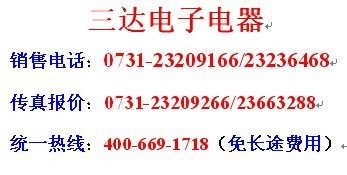 三达电子电器
销售电话：0731-23209166/23236468
传真报价：0731-23209266/23663288
统一热线：400-669-1718（免长途费用）